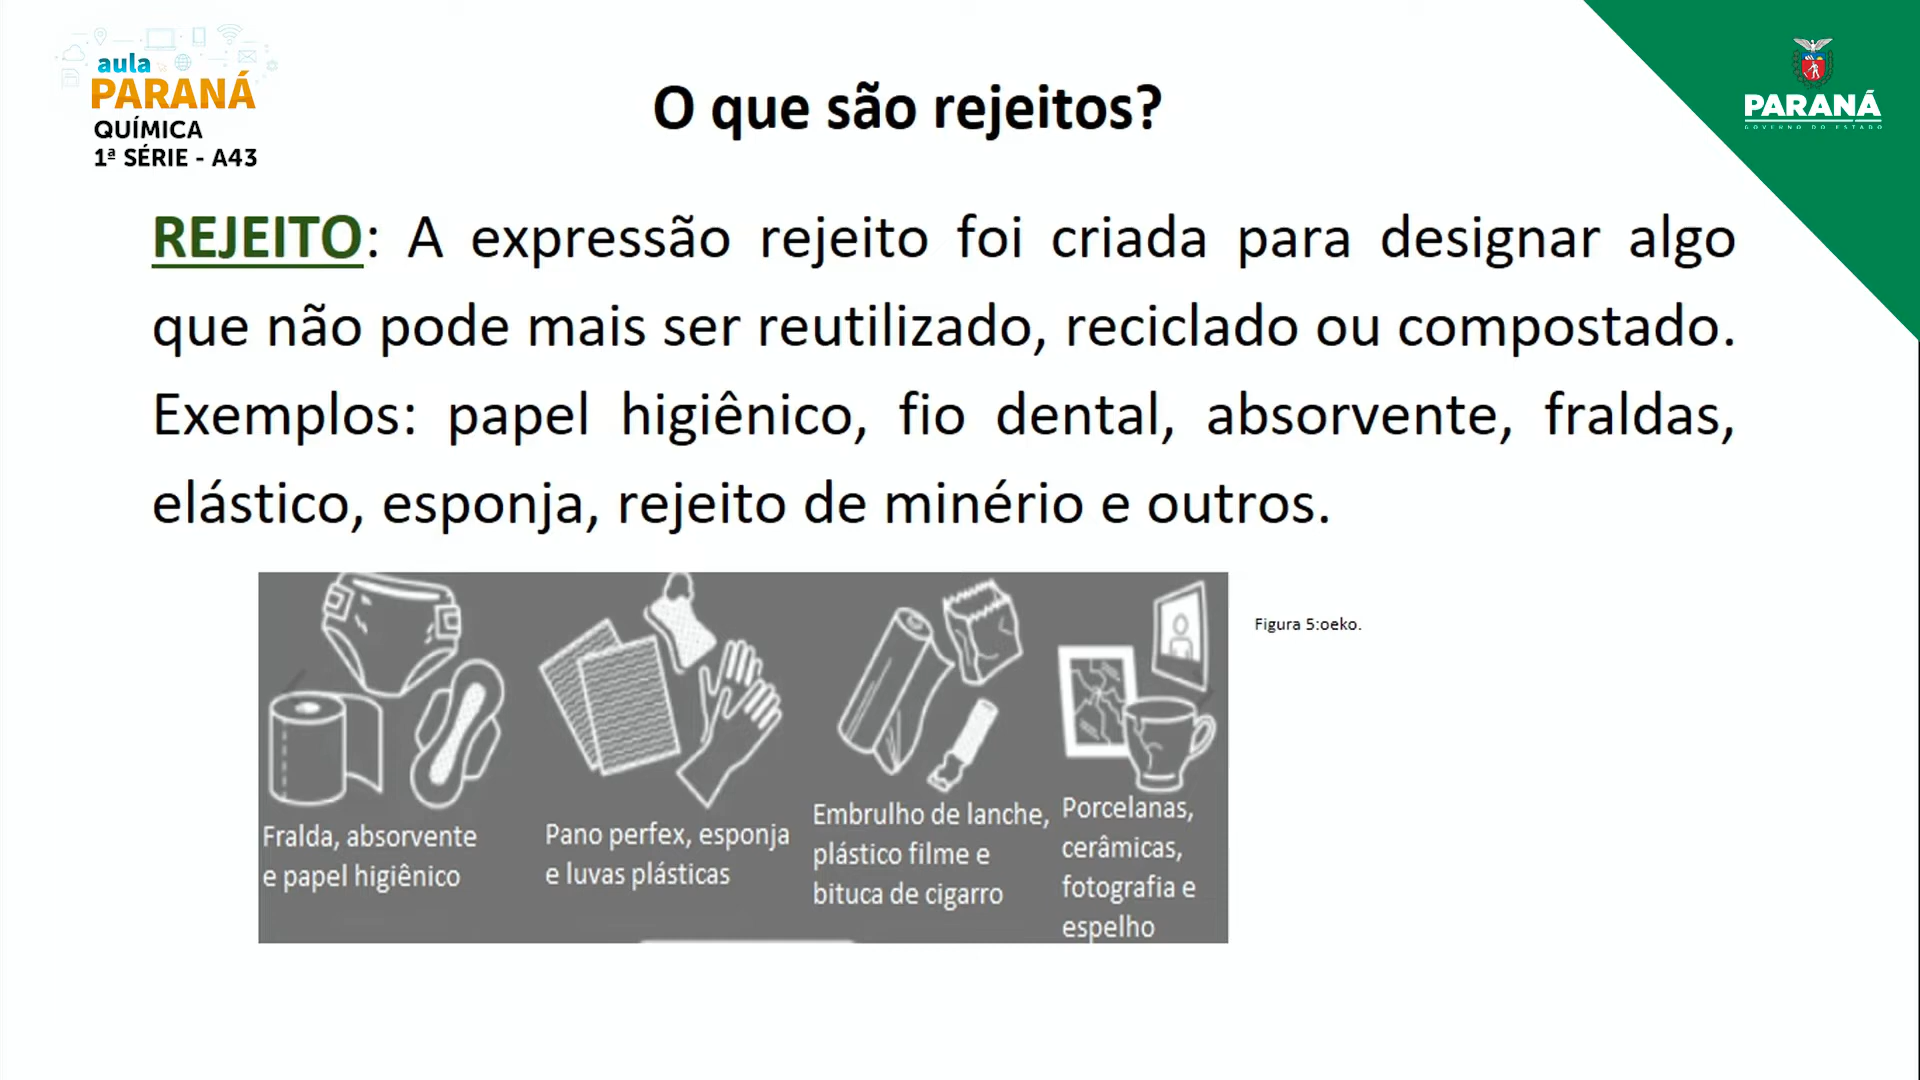 aula
PARANÁ
QUÍMICA
1ª SÉRIE - A43
O que são rejeitos?
PARANÁ
GOVERNO DO ESTADO
REJEITO: A expressão rejeito foi criada para designar algo
que não pode mais ser reutilizado, reciclado ou compostado.
Exemplos: papel higiênico, fio dental, absorvente, fraldas,
elástico, esponja, rejeito de minério e outros.
Figura 5:oeko.
Fralda, absorvente
e papel higiênico
Pano perfex, esponja
e luvas plásticas
Embrulho de lanche,
plástico filme e
bituca de cigarro
Porcelanas,
cerâmicas,
fotografia e
espelho